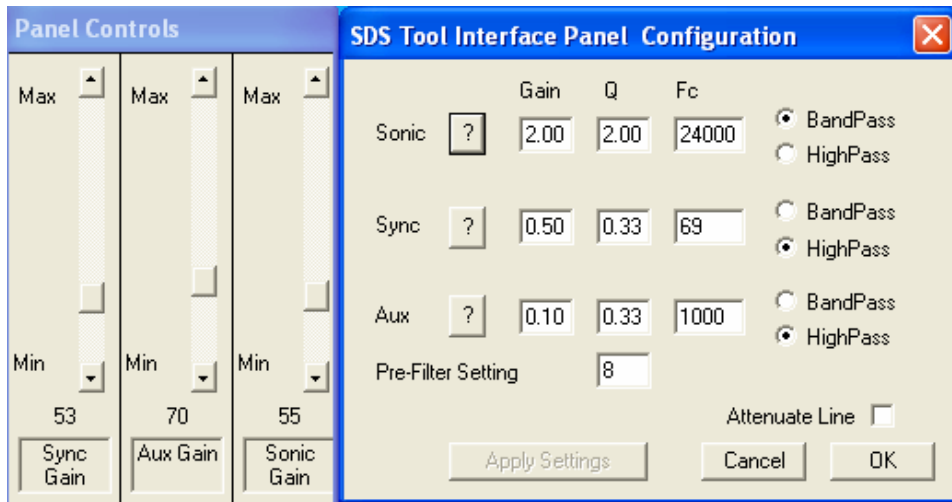 Panel Controls
Max Max Max
Min Min Min
53 70 55
Sync Gain
Aux Gain
Sonic Gain
SDS Tool Interface Panel Configuration
Gain Q Fc
Sonic ? 2.00 2.00 24000 BandPass
HighPass
Sync ? 0.50 0.33 69 BandPass
HighPass
Aux ? 0.10 0.33 1000 BandPass
HighPass
Pre-Filter Setting 8
Attenuate Line
Apply Settings Cancel OK